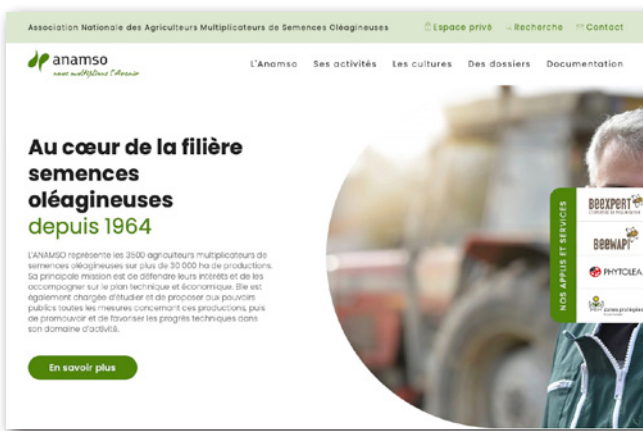 Association Nationale des Agriculteurs Multiplicateurs de Semences Oléagineuses
Espace privé
Recherche
Contact
anamso
nous multiplions l'Avenir
L'Anamso
Ses activités
Les cultures
Des dossiers
Documentation
Au cœur de la filière
semences
oléagineuses
depuis 1964
L'ANAMSO représente les 3500 agriculteurs multiplicateurs de
semences oléagineuses sur plus de 30 000 ha de productions.
Sa principale mission est de défendre leurs intérêts et de les
accompagner sur le plan technique et économique. Elle est
également chargée d'étudier et de proposer aux pouvoirs
publics toutes les mesures concernant ces productions, puis
de promouvoir et de favoriser les progrès techniques dans
son domaine d'activité.
En savoir plus
NOS APPLIS ET SERVICES
BEEXPERT
BEEWAPI
PHYTOLEA
zones protégées